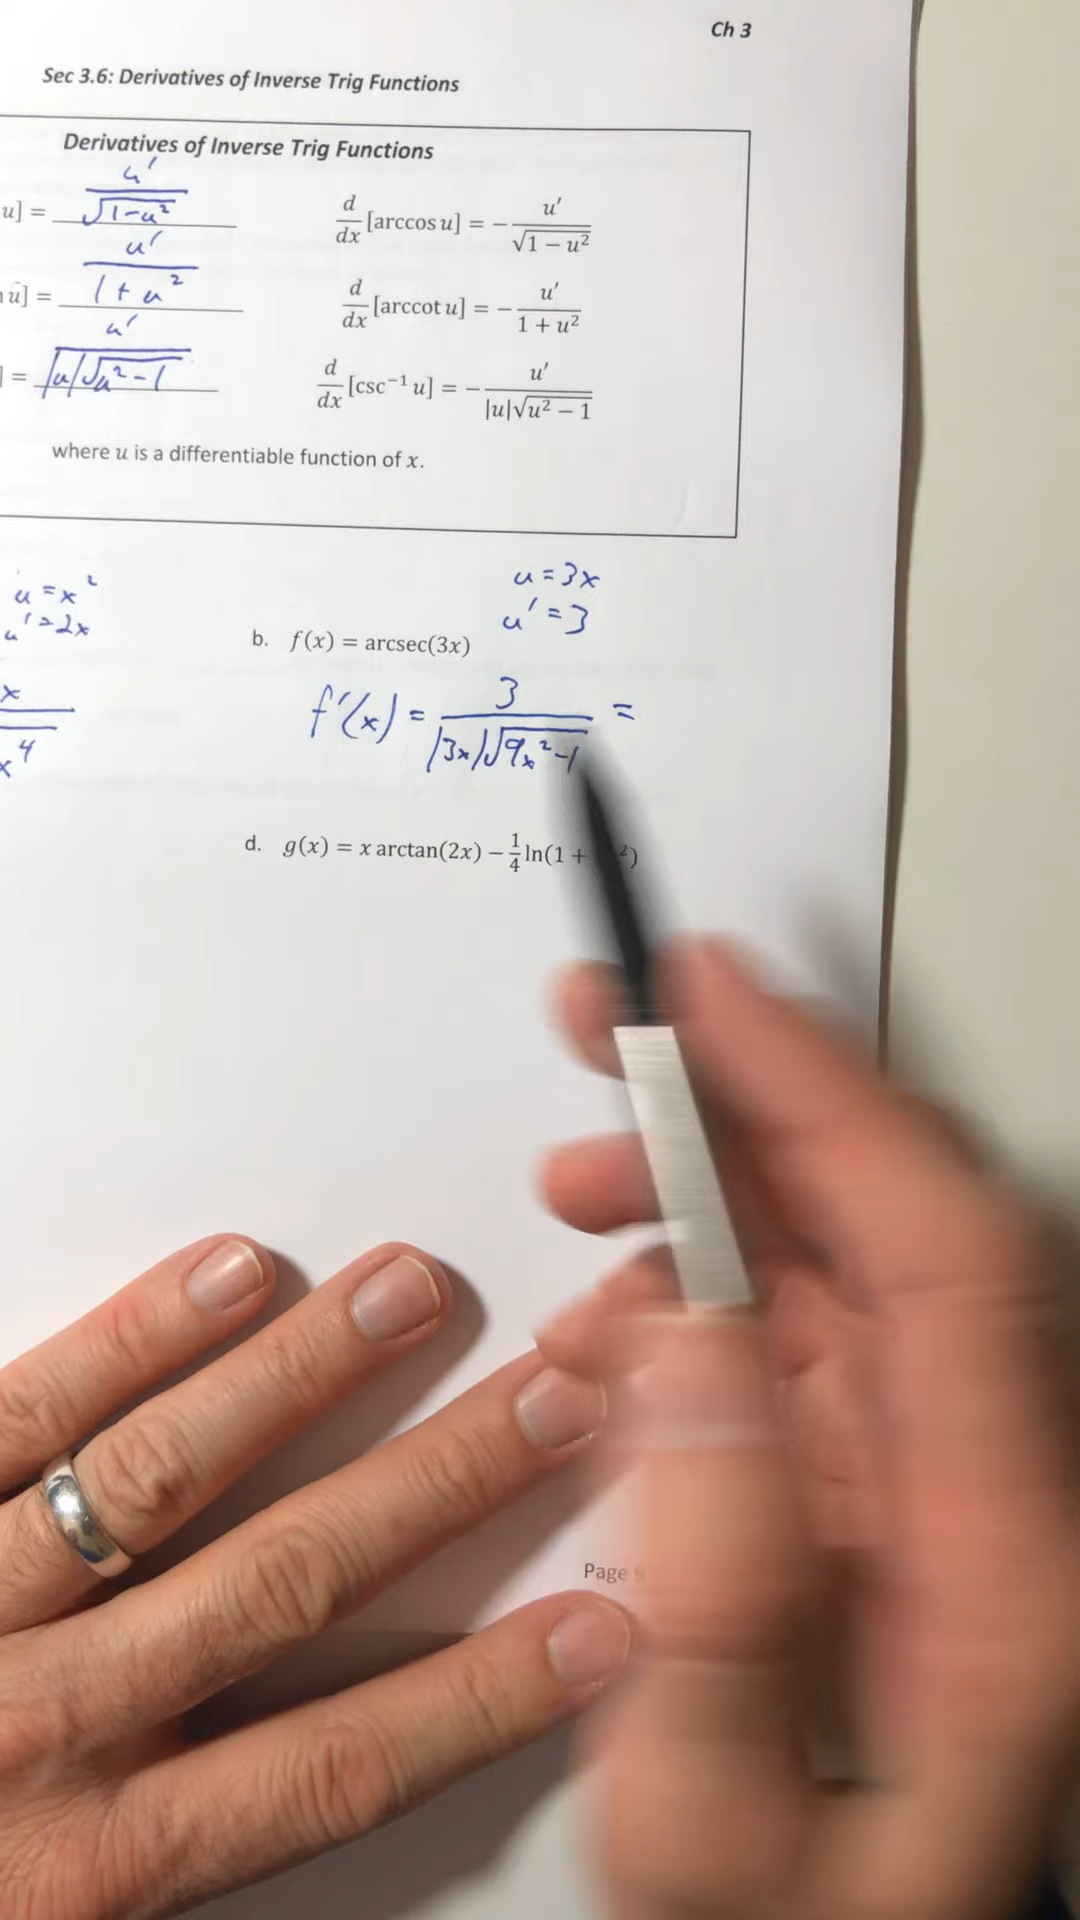 Ch 3
Sec 3.6: Derivatives of Inverse Trig Functions
Derivatives of Inverse Trig Functions
u] = u' / √(1-u²)
d/dx [arccos u] = − u' / √(1 − u²)
u] = u' / (1 + u²)
d/dx [arccot u] = − u' / (1 + u²)
] = u' / (|u|√(u²-1))
d/dx [csc⁻¹ u] = − u' / (|u|√(u² − 1))
where u is a differentiable function of x.
u = x²
u' = 2x
u = 3x
u' = 3
b. f(x) = arcsec(3x)
x
x⁴
f'(x) = 3 / (|3x|√(9x²-1)) =
d. g(x) = x arctan(2x) − ¼ ln(1 + ²)
Page